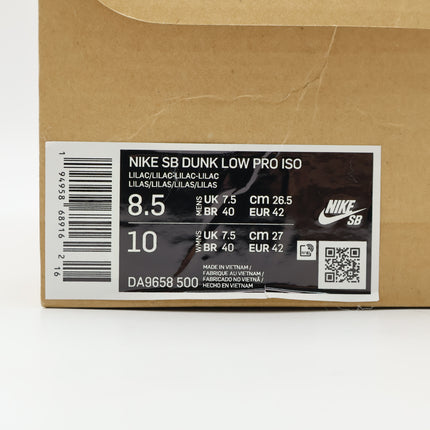 NIKE SB DUNK LOW PRO ISO
LILAC/LILAC-LILAC-LILAC
LILAS/LILAS/LILAS/LILAS
8.5 MENS UK 7.5 cm 26.5
BR 40 EUR 42
10 WMNS UK 7.5 cm 27
BR 40 EUR 42
MADE IN VIETNAM /
FABRIQUE AU VIETNAM /
FABRICADO NO VIETNÃ /
HECHO EN VIETNAM
DA9658 500
NIKE
SB
1 94958 68916 2 16